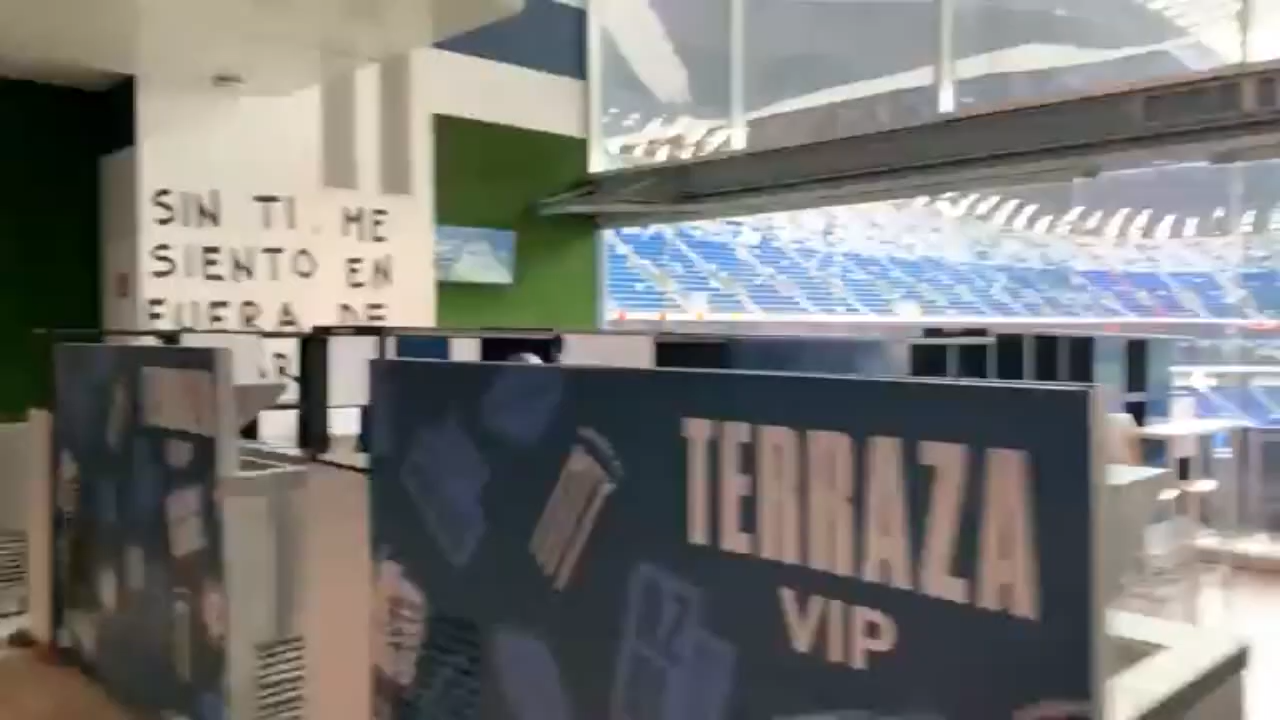 SIN TI, ME
SIENTO EN
FUERA DE
TERRAZA
VIP